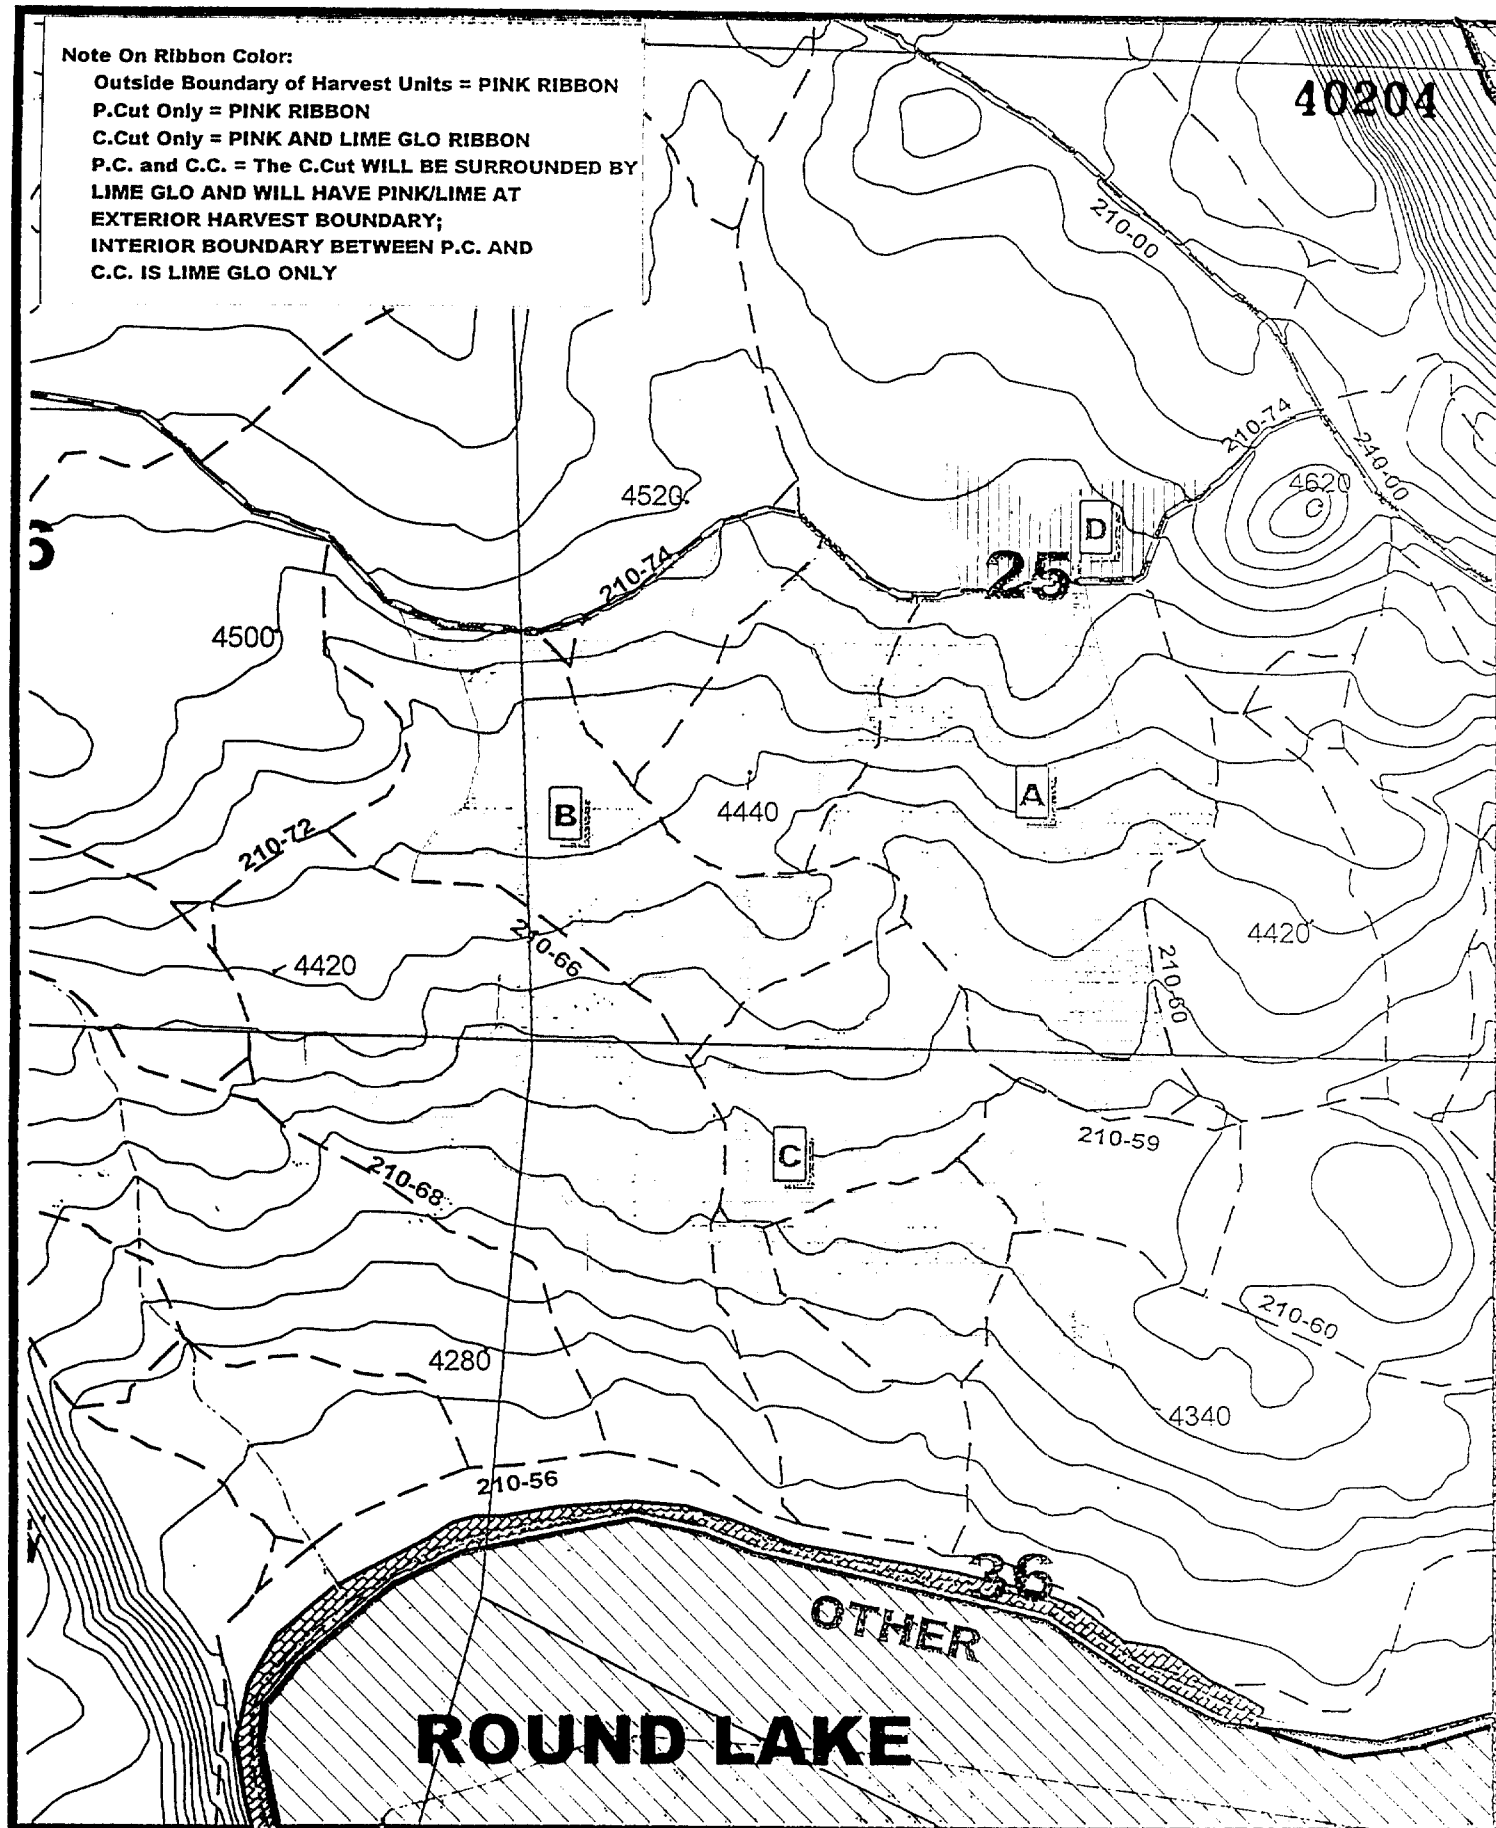 Note On Ribbon Color:
Outside Boundary of Harvest Units = PINK RIBBON
P.Cut Only = PINK RIBBON
C.Cut Only = PINK AND LIME GLO RIBBON
P.C. and C.C. = The C.Cut WILL BE SURROUNDED BY
LIME GLO AND WILL HAVE PINK/LIME AT
EXTERIOR HARVEST BOUNDARY;
INTERIOR BOUNDARY BETWEEN P.C. AND
C.C. IS LIME GLO ONLY
40204
210-00
210-74
210-00
4620
4520
D
25
210-74
4500
B
4440
A
210-72
4420
210-66
4420
210-60
210-59
C
210-68
210-60
4280
4340
210-56
36
OTHER
ROUND LAKE